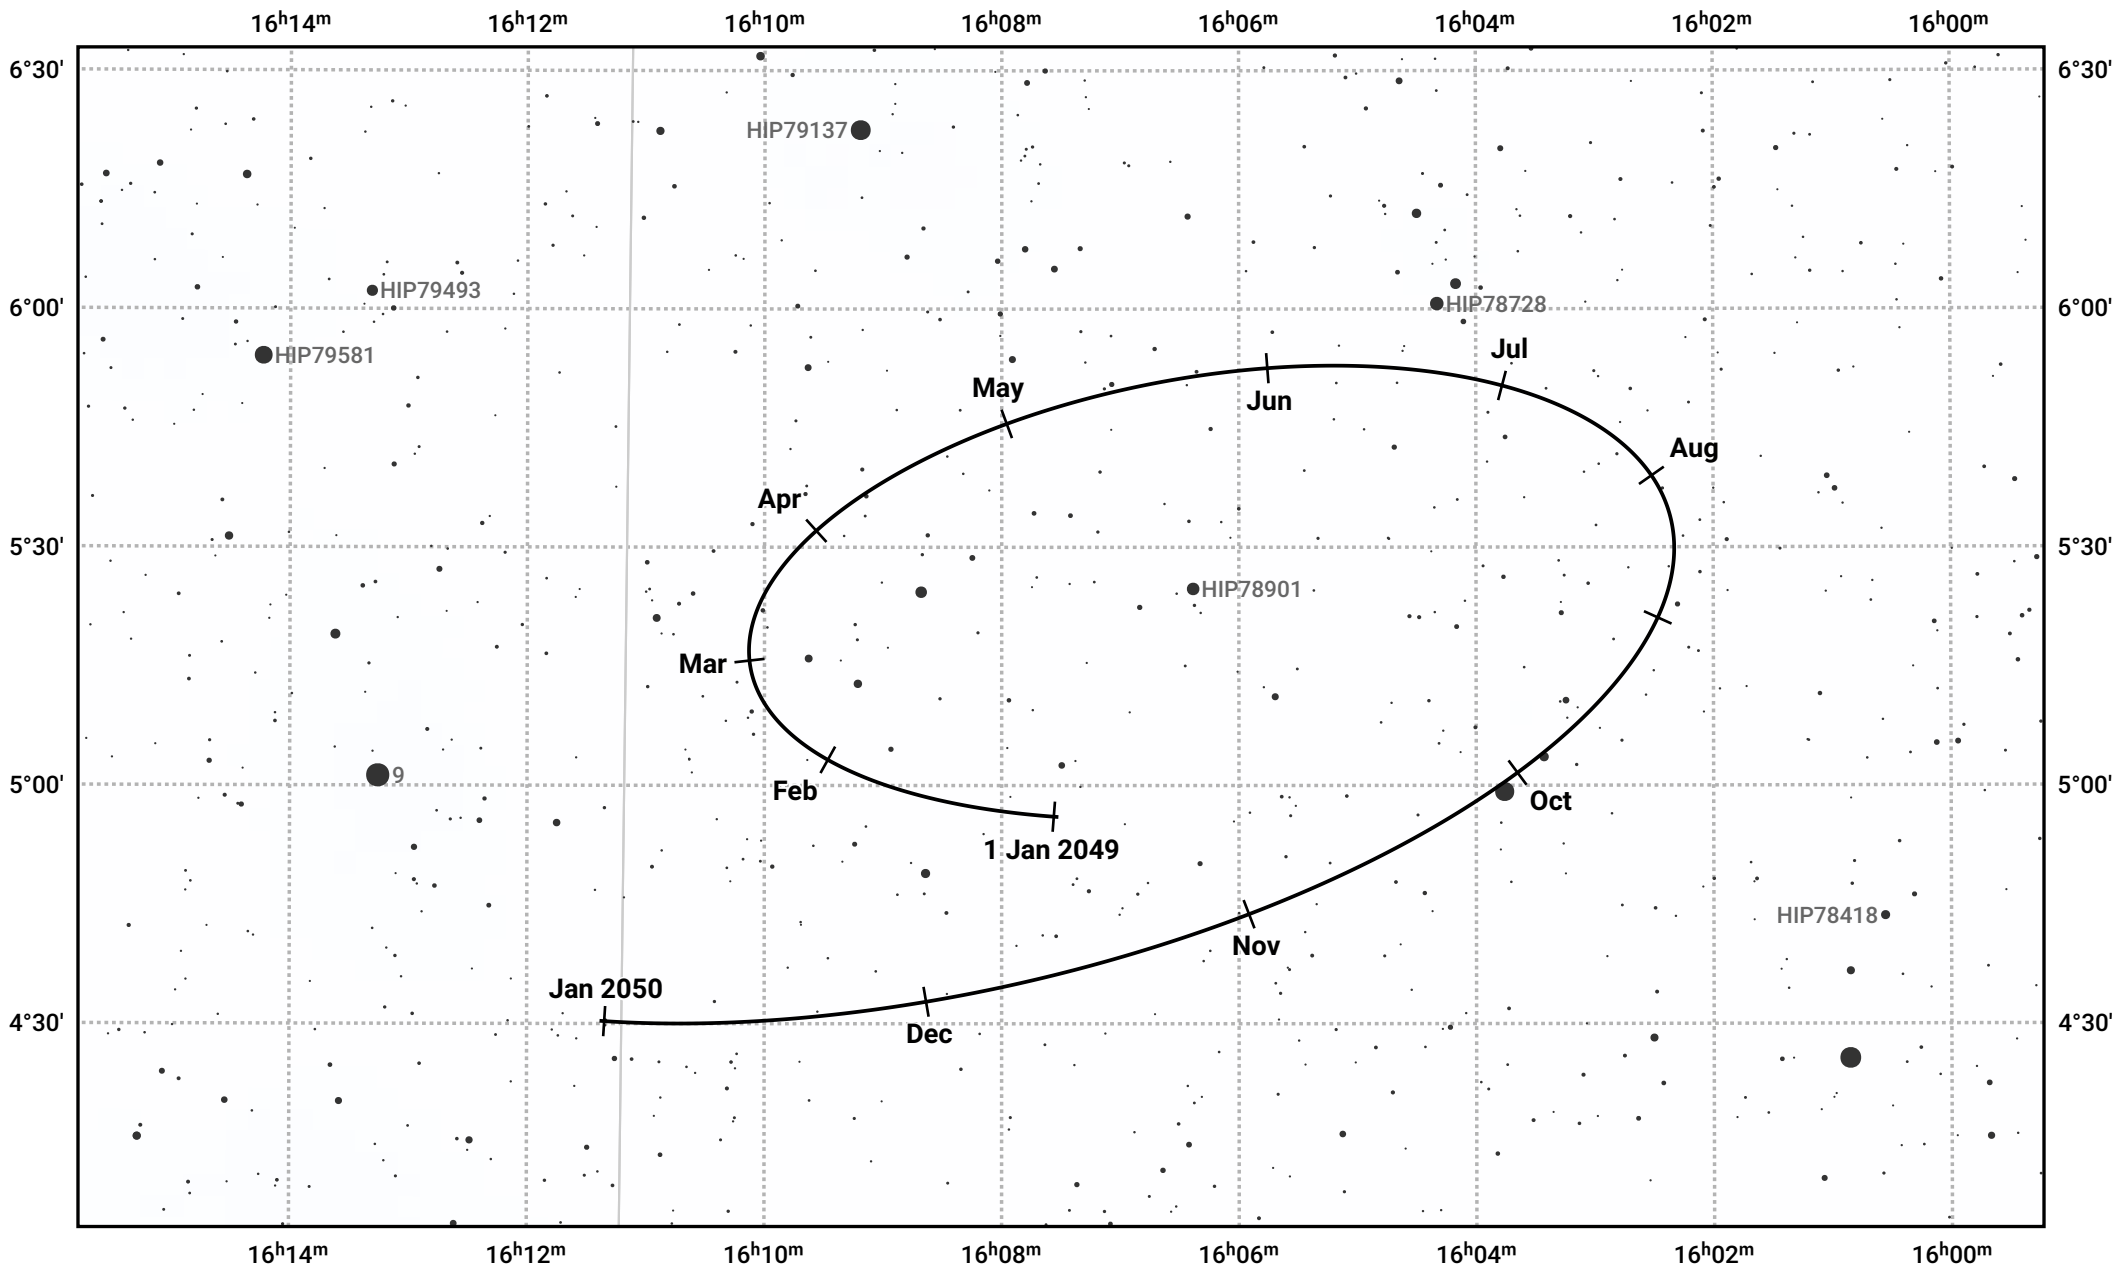 16ʰ14ᵐ 16ʰ12ᵐ 16ʰ10ᵐ 16ʰ08ᵐ 16ʰ06ᵐ 16ʰ04ᵐ 16ʰ02ᵐ 16ʰ00ᵐ
6°30' 6°30'
HIP79137
HIP79493
6°00' HIP78728 6°00'
HIP79581
Jul
May
Jun
Aug
Apr
5°30' 5°30'
HIP78901
Mar
9
5°00' 5°00'
Feb
Oct
1 Jan 2049
HIP78418
Nov
Jan 2050
4°30' 4°30'
Dec
16ʰ14ᵐ 16ʰ12ᵐ 16ʰ10ᵐ 16ʰ08ᵐ 16ʰ06ᵐ 16ʰ04ᵐ 16ʰ02ᵐ 16ʰ00ᵐ